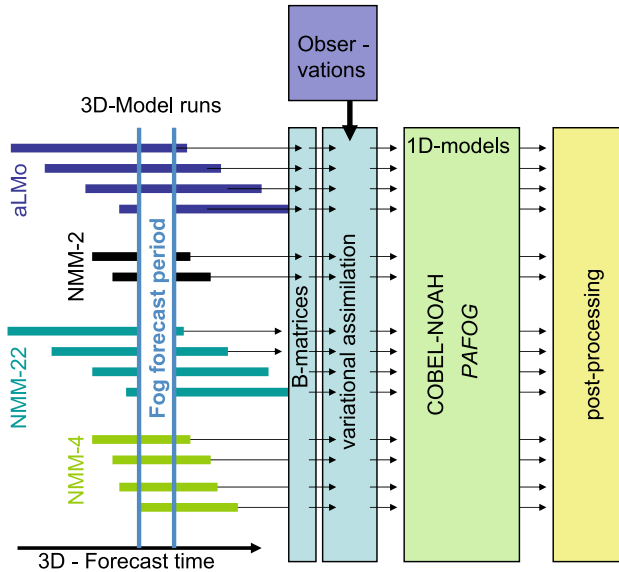 Obser -
vations
3D-Model runs
1D-models
aLMo
NMM-2
NMM-22
NMM-4
Fog forecast period
B-matrices
variational assimilation
COBEL-NOAH
PAFOG
post-processing
3D - Forecast time